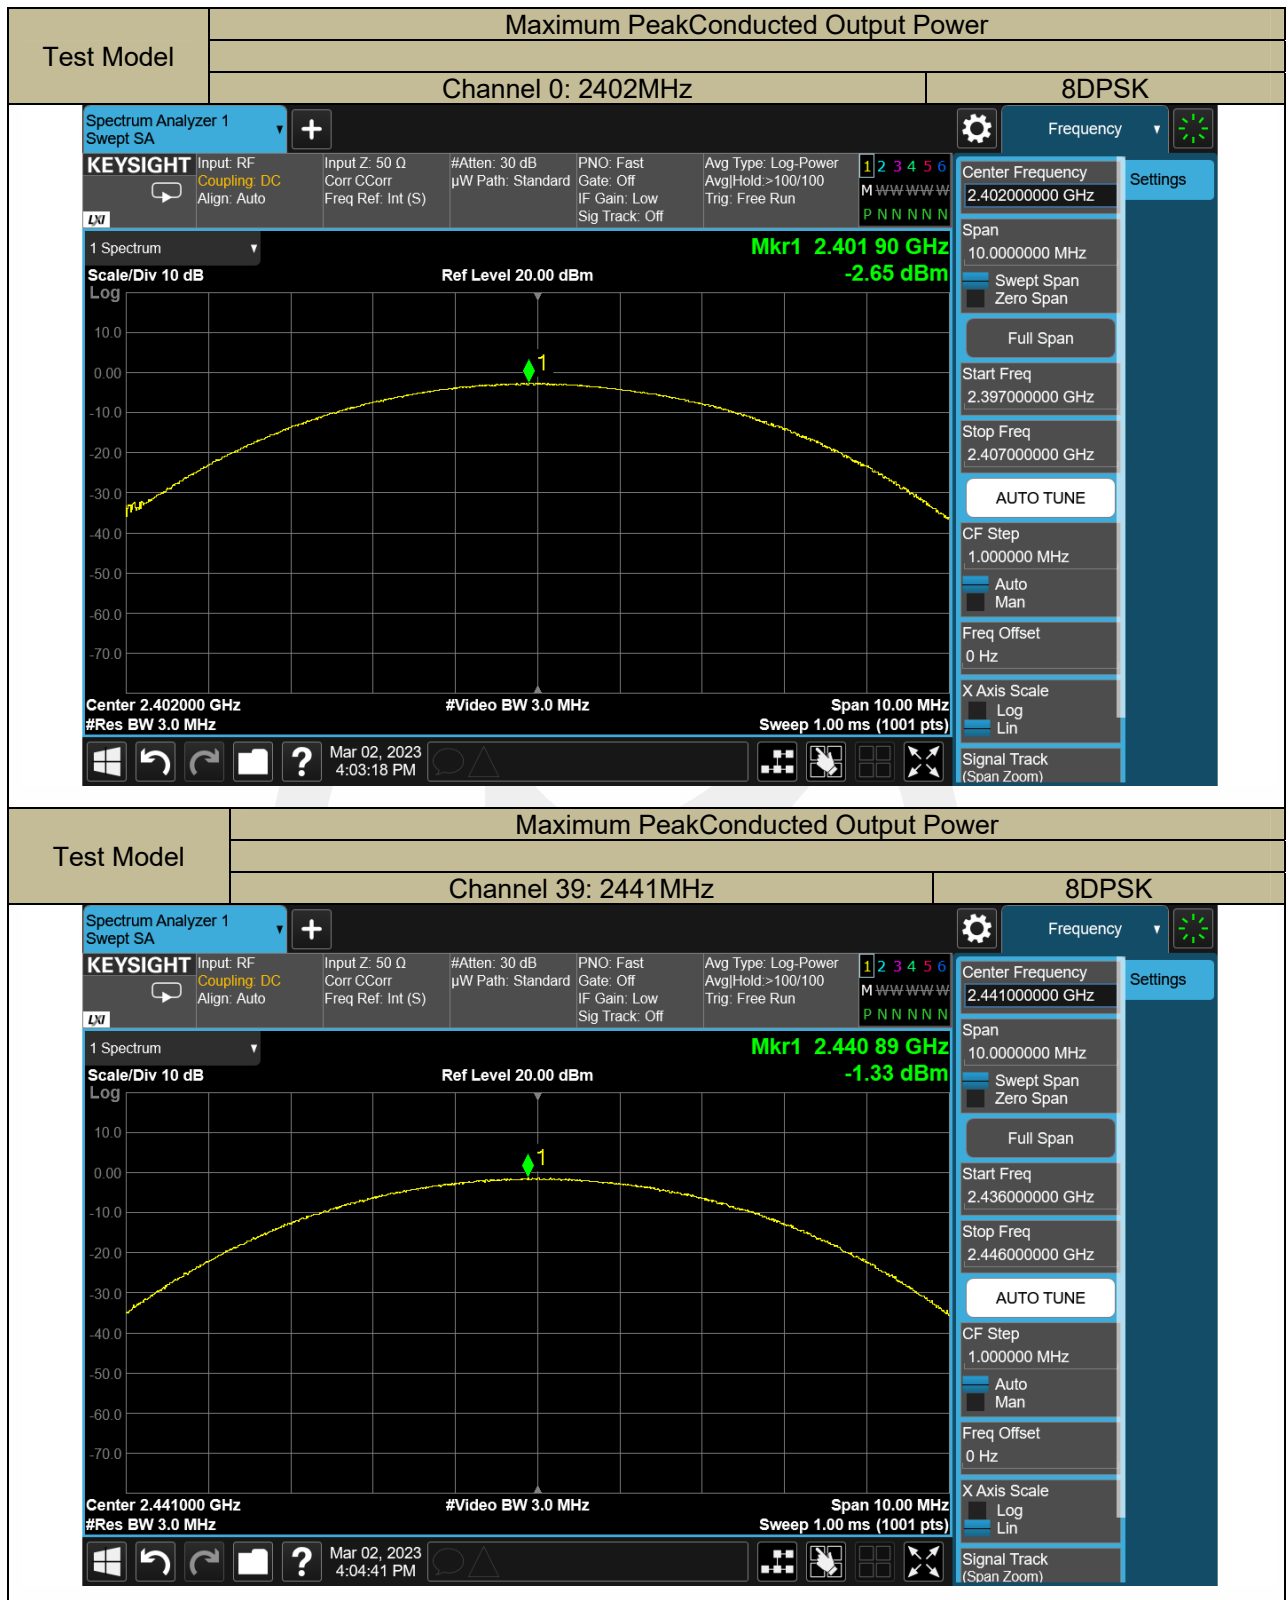 Test Model
Maximum PeakConducted Output Power
Channel 0: 2402MHz
8DPSK
Spectrum Analyzer 1
Swept SA
+
Frequency
KEYSIGHT
LXI
Input: RF
Coupling: DC
Align: Auto
Input Z: 50 Ω
Corr CCorr
Freq Ref: Int (S)
#Atten: 30 dB
µW Path: Standard
PNO: Fast
Gate: Off
IF Gain: Low
Sig Track: Off
Avg Type: Log-Power
Avg|Hold:>100/100
Trig: Free Run
1 2 3 4 5 6
M W W W W W
P N N N N N
1 Spectrum
Scale/Div 10 dB
Log
Ref Level 20.00 dBm
Mkr1 2.401 90 GHz
-2.65 dBm
1
10.0
0.00
-10.0
-20.0
-30.0
-40.0
-50.0
-60.0
-70.0
Center 2.402000 GHz
#Res BW 3.0 MHz
#Video BW 3.0 MHz
Span 10.00 MHz
Sweep 1.00 ms (1001 pts)
?
Mar 02, 2023
4:03:18 PM
Center Frequency
2.402000000 GHz
Span
10.0000000 MHz
Swept Span
Zero Span
Full Span
Start Freq
2.397000000 GHz
Stop Freq
2.407000000 GHz
AUTO TUNE
CF Step
1.000000 MHz
Auto
Man
Freq Offset
0 Hz
X Axis Scale
Log
Lin
Signal Track
(Span Zoom)
Settings
Test Model
Maximum PeakConducted Output Power
Channel 39: 2441MHz
8DPSK
Spectrum Analyzer 1
Swept SA
+
Frequency
KEYSIGHT
LXI
Input: RF
Coupling: DC
Align: Auto
Input Z: 50 Ω
Corr CCorr
Freq Ref: Int (S)
#Atten: 30 dB
µW Path: Standard
PNO: Fast
Gate: Off
IF Gain: Low
Sig Track: Off
Avg Type: Log-Power
Avg|Hold:>100/100
Trig: Free Run
1 2 3 4 5 6
M W W W W W
P N N N N N
1 Spectrum
Scale/Div 10 dB
Log
Ref Level 20.00 dBm
Mkr1 2.440 89 GHz
-1.33 dBm
1
10.0
0.00
-10.0
-20.0
-30.0
-40.0
-50.0
-60.0
-70.0
Center 2.441000 GHz
#Res BW 3.0 MHz
#Video BW 3.0 MHz
Span 10.00 MHz
Sweep 1.00 ms (1001 pts)
?
Mar 02, 2023
4:04:41 PM
Center Frequency
2.441000000 GHz
Span
10.0000000 MHz
Swept Span
Zero Span
Full Span
Start Freq
2.436000000 GHz
Stop Freq
2.446000000 GHz
AUTO TUNE
CF Step
1.000000 MHz
Auto
Man
Freq Offset
0 Hz
X Axis Scale
Log
Lin
Signal Track
(Span Zoom)
Settings